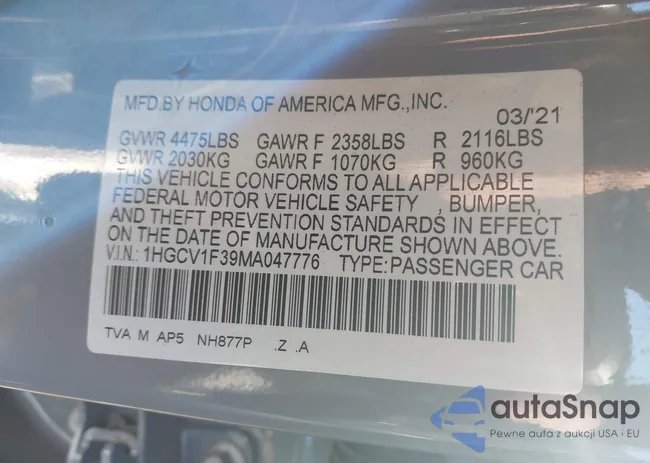 MFD.BY HONDA OF AMERICA MFG.,INC. 03/'21
GVWR 4475LBS GAWR F 2358LBS R 2116LBS
GVWR 2030KG GAWR F 1070KG R 960KG
THIS VEHICLE CONFORMS TO ALL APPLICABLE
FEDERAL MOTOR VEHICLE SAFETY , BUMPER,
AND THEFT PREVENTION STANDARDS IN EFFECT
ON THE DATE OF MANUFACTURE SHOWN ABOVE.
V.I.N.: 1HGCV1F39MA047776 TYPE:PASSENGER CAR
TVA M AP5 NH877P .Z .A
autaSnap
Pewne auta z aukcji USA i EU